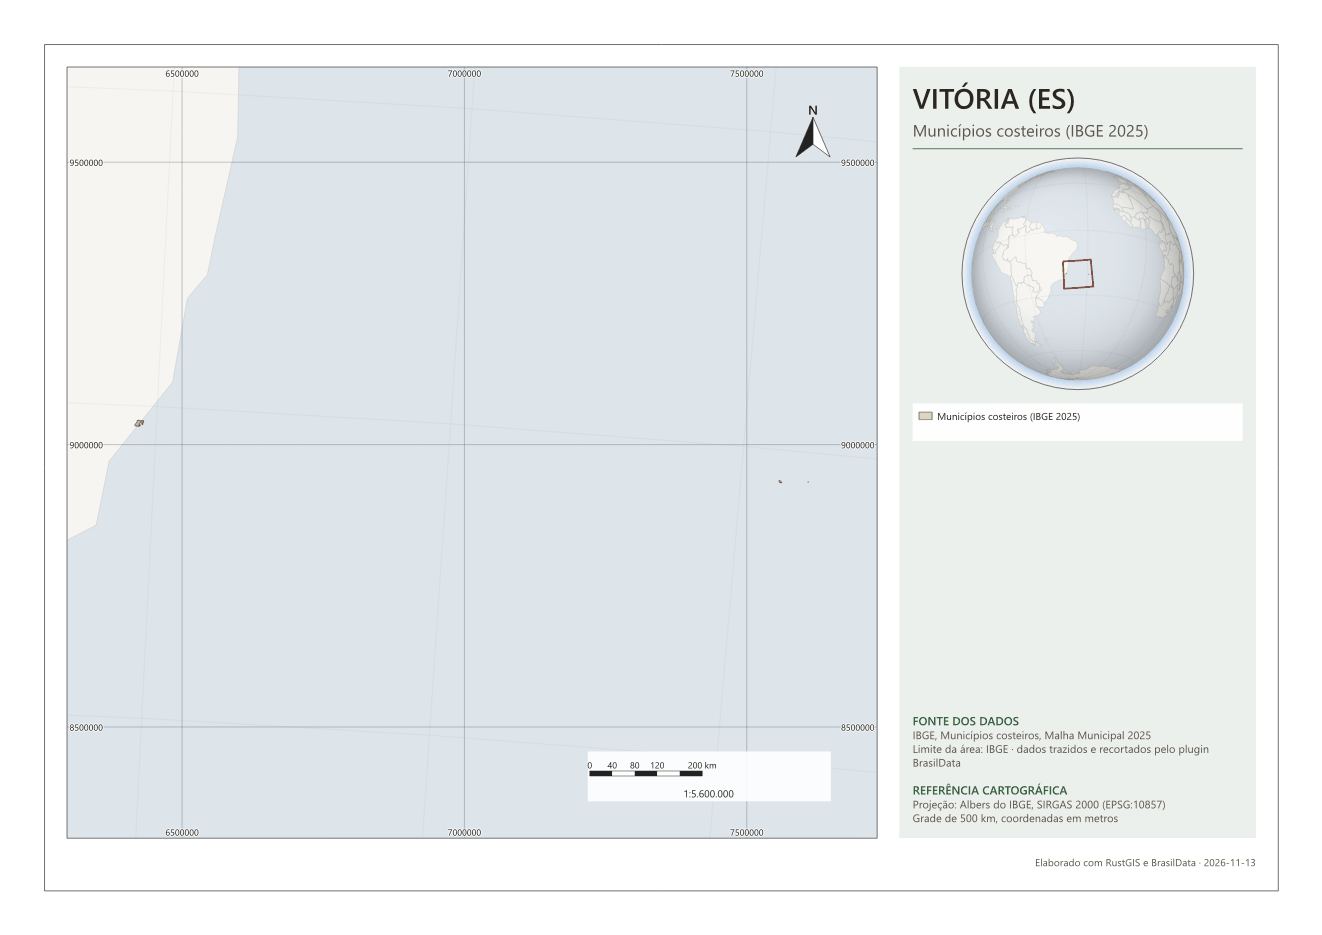 6500000
7000000
7500000
N
9500000
9500000
9000000
9000000
8500000
8500000
0 40 80 120 200 km
1:5.600.000
6500000
7000000
7500000
VITÓRIA (ES)
Municípios costeiros (IBGE 2025)
Municípios costeiros (IBGE 2025)
FONTE DOS DADOS
IBGE, Municípios costeiros, Malha Municipal 2025
Limite da área: IBGE · dados trazidos e recortados pelo plugin
BrasilData
REFERÊNCIA CARTOGRÁFICA
Projeção: Albers do IBGE, SIRGAS 2000 (EPSG:10857)
Grade de 500 km, coordenadas em metros
Elaborado com RustGIS e BrasilData · 2026-11-13